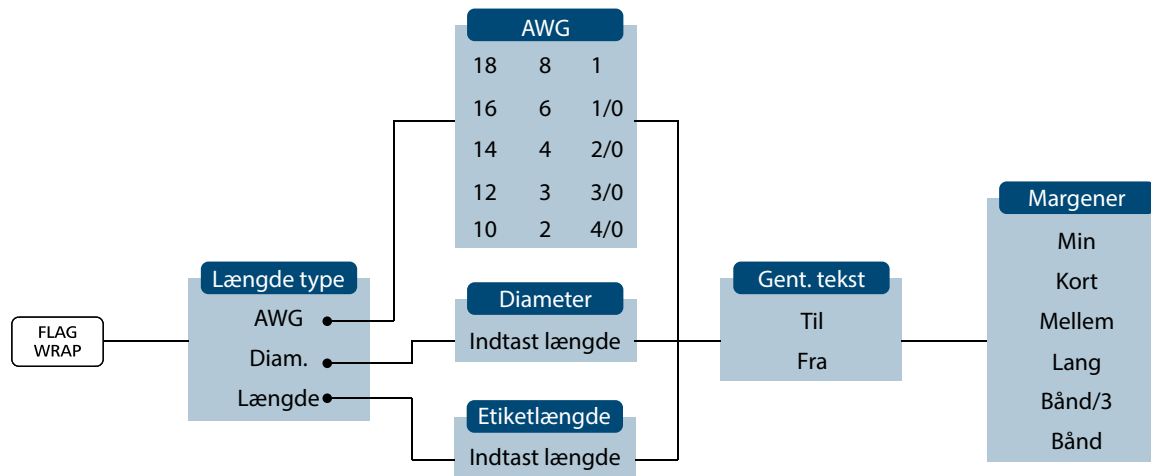 FLAG
WRAP
Længde type
AWG
Diam.
Længde
AWG
18 8 1
16 6 1/0
14 4 2/0
12 3 3/0
10 2 4/0
Diameter
Indtast længde
Etiketlængde
Indtast længde
Gent. tekst
Til
Fra
Margener
Min
Kort
Mellem
Lang
Bånd/3
Bånd